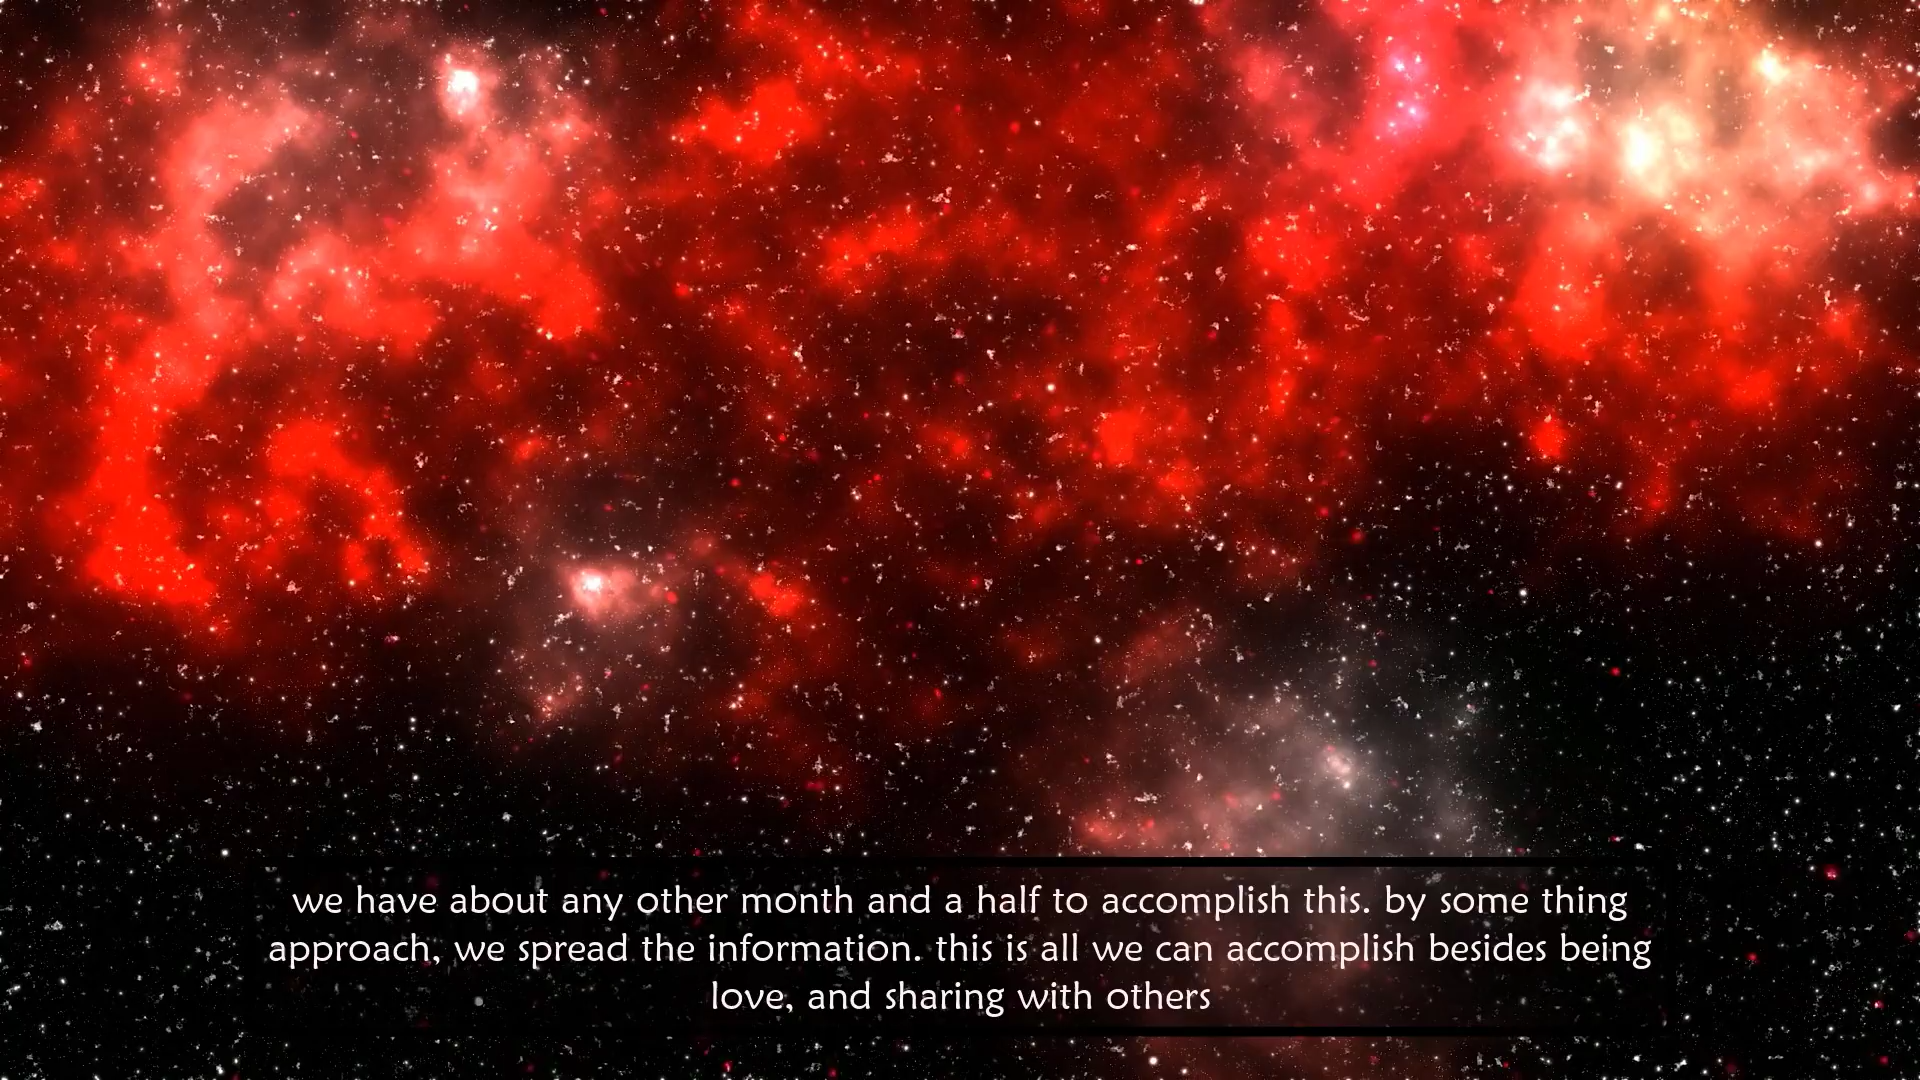 we have about any other month and a half to accomplish this. by some thing
approach, we spread the information. this is all we can accomplish besides being
love, and sharing with others